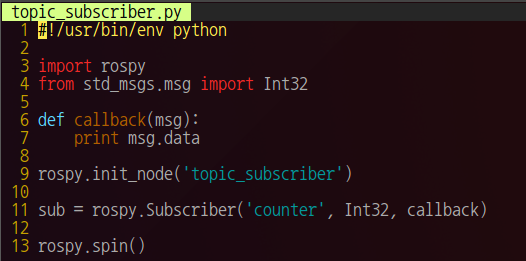 topic_subscriber.py
1 #!/usr/bin/env python
2
3 import rospy
4 from std_msgs.msg import Int32
5
6 def callback(msg):
7     print msg.data
8
9 rospy.init_node('topic_subscriber')
10
11 sub = rospy.Subscriber('counter', Int32, callback)
12
13 rospy.spin()